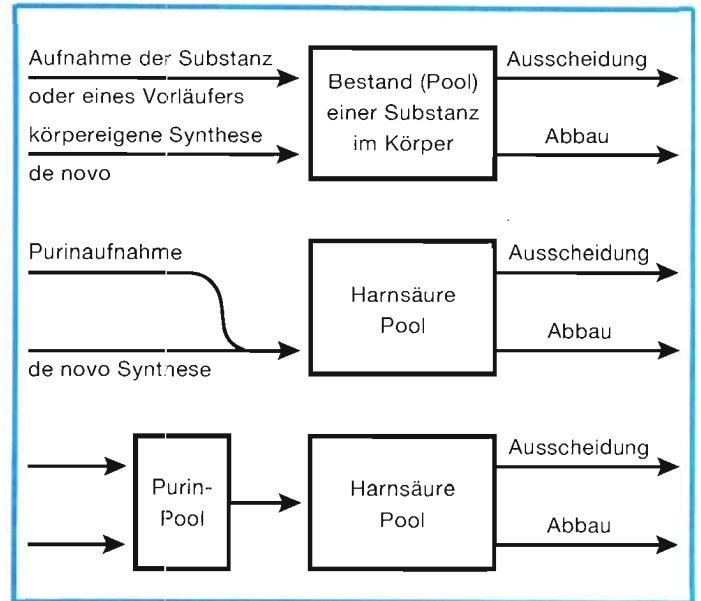 Aufnahme der Substanz
oder eines Vorläufers
körpereigene Synthese
de novo
Bestand (Pool)
einer Substanz
im Körper
Ausscheidung
Abbau
Purinaufnahme
de novo Synthese
Harnsäure
Pool
Ausscheidung
Abbau
Purin-
Pool
Harnsäure
Pool
Ausscheidung
Abbau